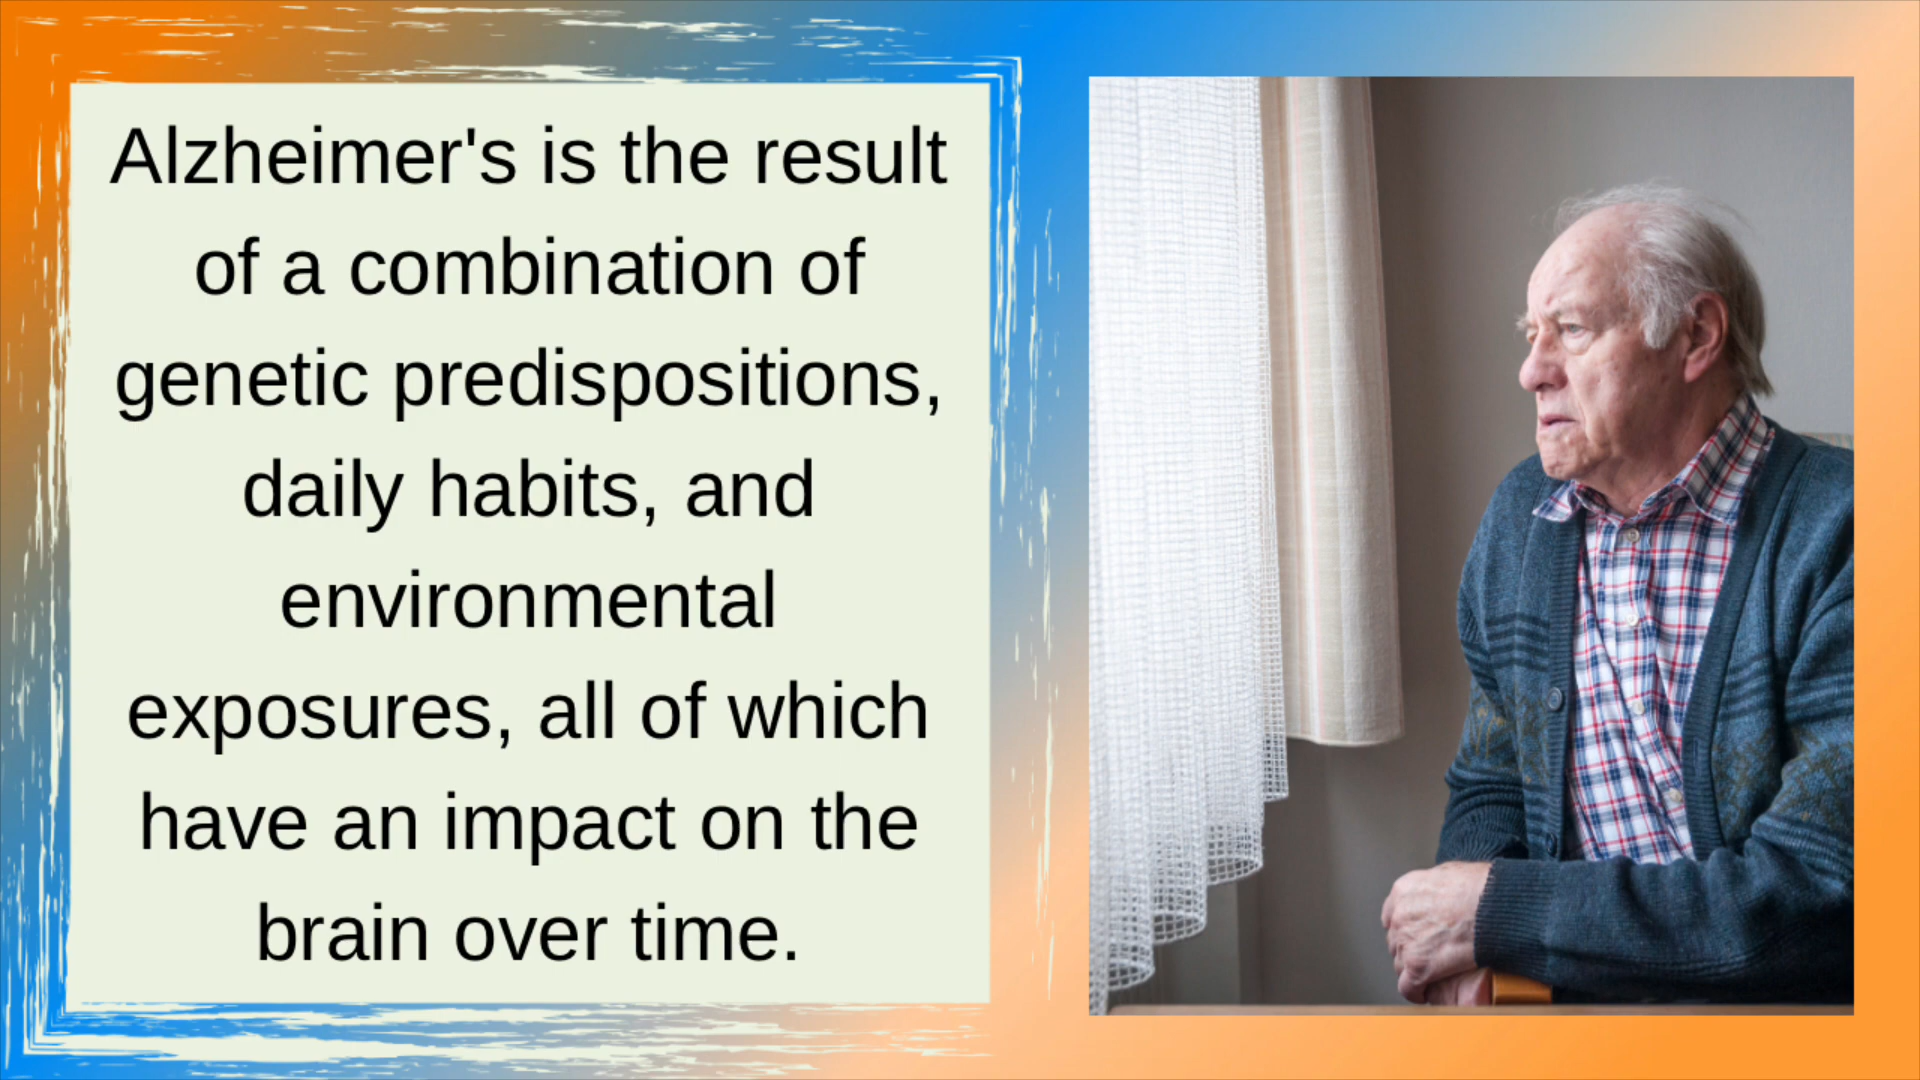 Alzheimer's is the result
of a combination of
genetic predispositions,
daily habits, and
environmental
exposures, all of which
have an impact on the
brain over time.